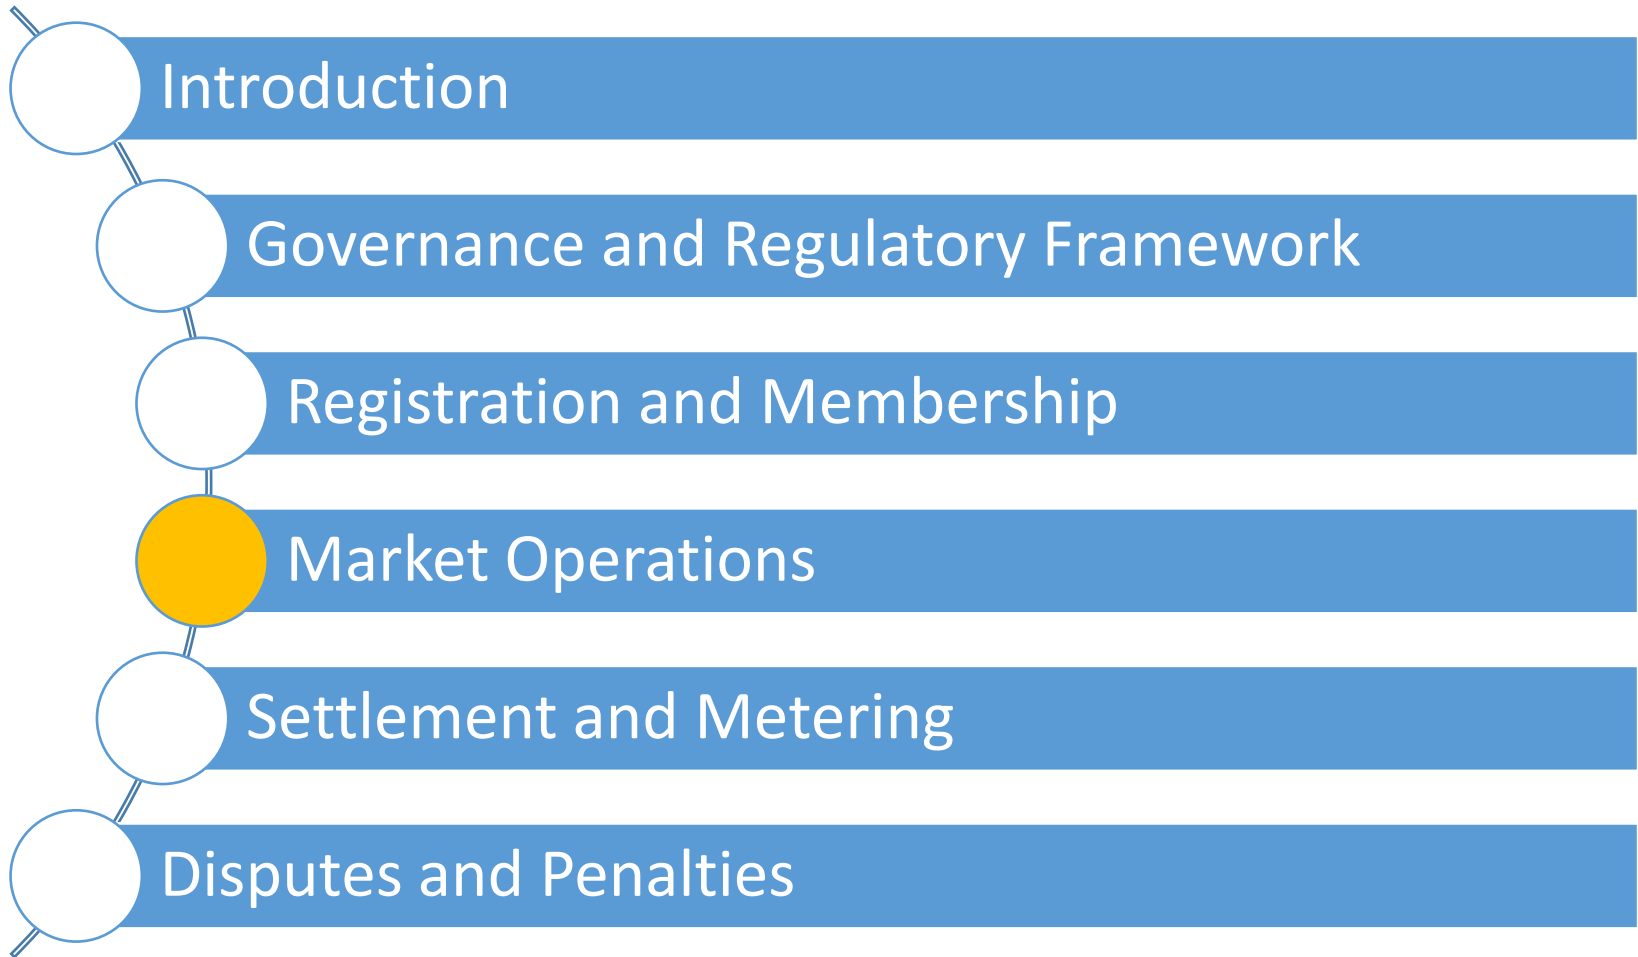 Introduction
Governance and Regulatory Framework
Registration and Membership
Market Operations
Settlement and Metering
Disputes and Penalties